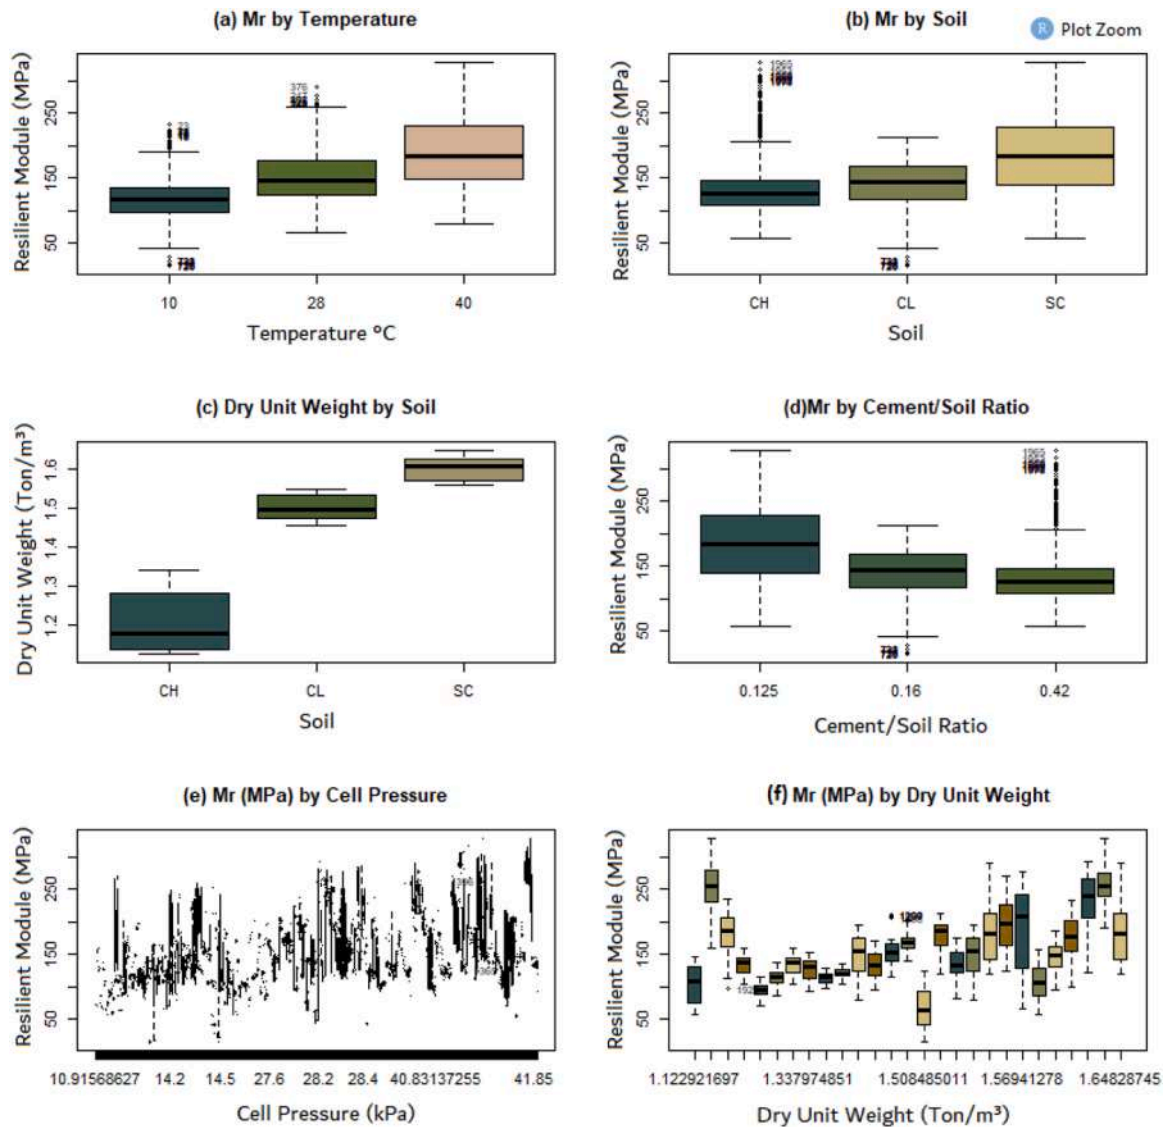 (a) Mr by Temperature
Resilient Module (MPa)
250
150
50
376
10
28
40
Temperature °C
(b) Mr by Soil
R Plot Zoom
Resilient Module (MPa)
250
150
50
CH
CL
SC
Soil
(c) Dry Unit Weight by Soil
Dry Unit Weight (Ton/m³)
1.6
1.5
1.4
1.3
1.2
CH
CL
SC
Soil
(d)Mr by Cement/Soil Ratio
Resilient Module (MPa)
250
150
50
0.125
0.16
0.42
Cement/Soil Ratio
(e) Mr (MPa) by Cell Pressure
Resilient Module (MPa)
250
150
50
10.91568627
14.2
14.5
27.6
28.2
28.4
40.83137255
41.85
Cell Pressure (kPa)
(f) Mr (MPa) by Dry Unit Weight
Resilient Module (MPa)
250
150
50
1.122921697
1.337974851
1.508485011
1.56941278
1.64828745
Dry Unit Weight (Ton/m³)